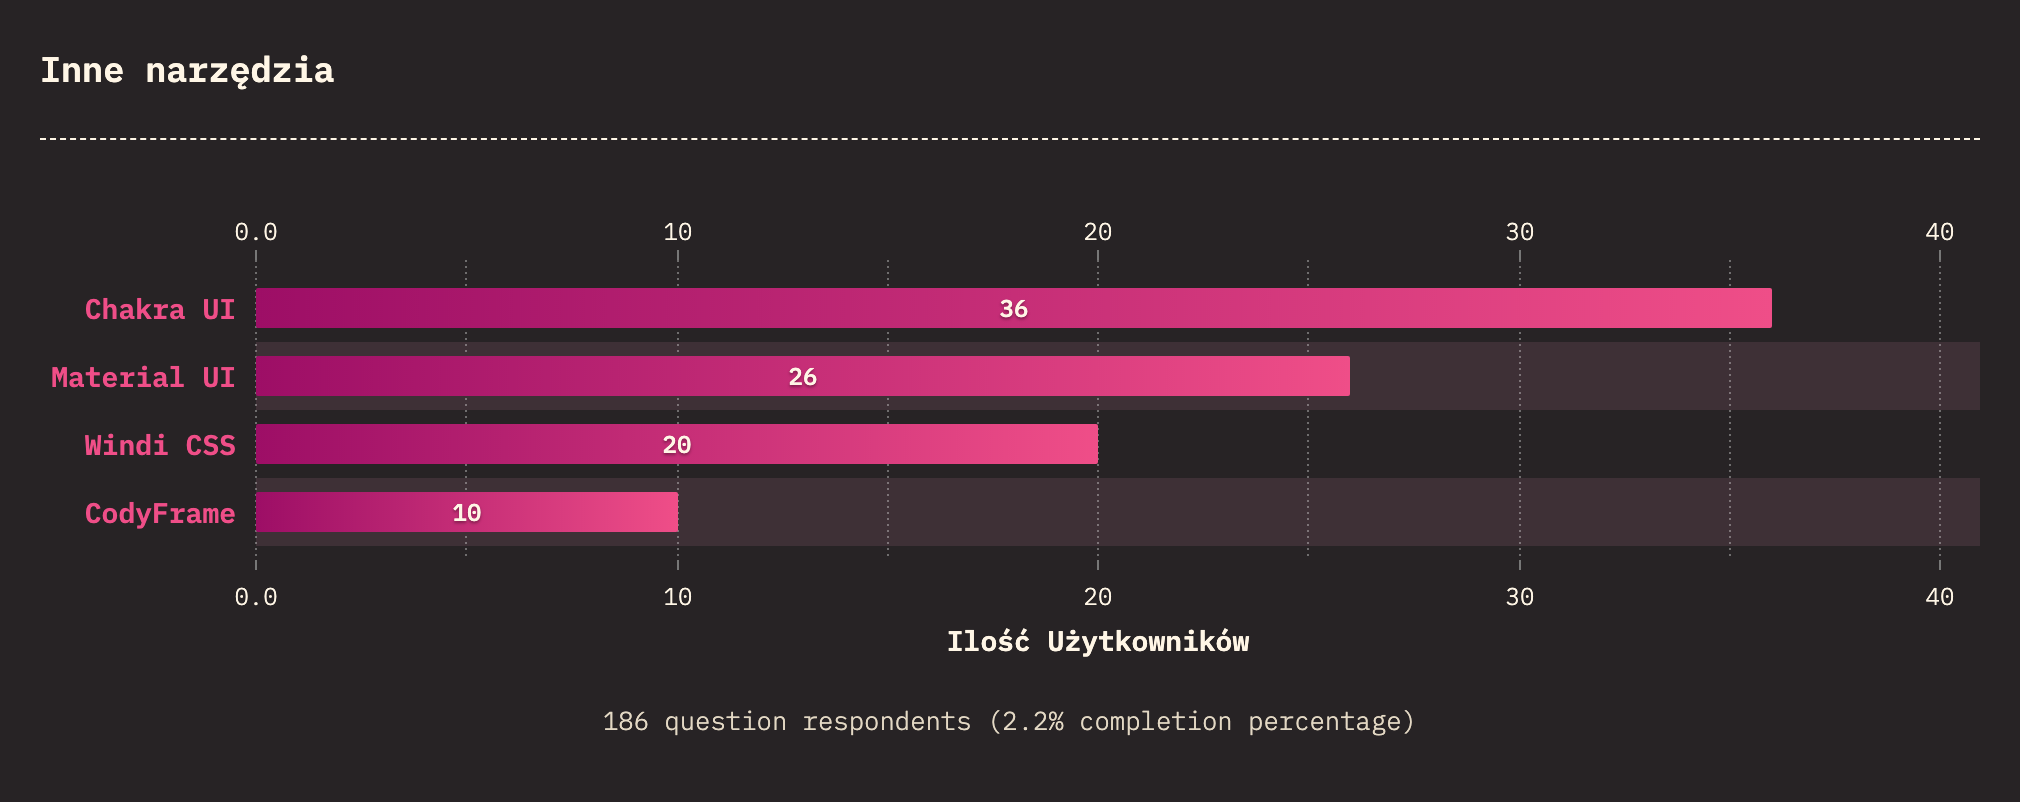 Inne narzędzia
0.0 10 20 30 40
Chakra UI 36
Material UI 26
Windi CSS 20
CodyFrame 10
0.0 10 20 30 40
Ilość Użytkowników
186 question respondents (2.2% completion percentage)